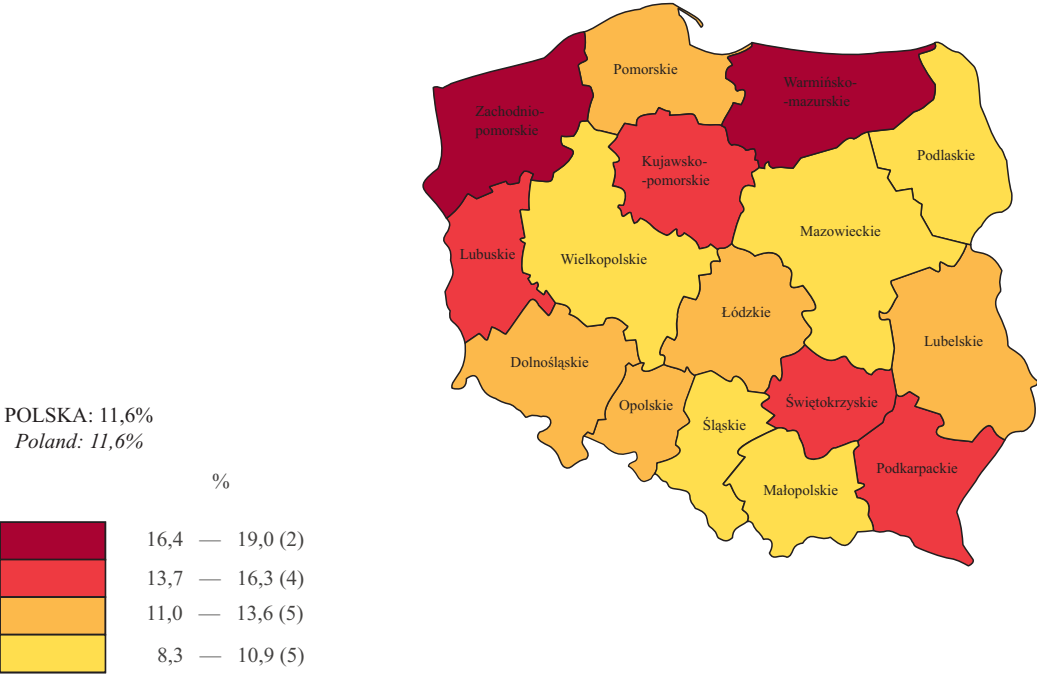 Pomorskie
Warmińsko-
-mazurskie
Zachodnio-
pomorskie
Podlaskie
Kujawsko-
-pomorskie
Mazowieckie
Lubuskie
Wielkopolskie
Łódzkie
Lubelskie
Dolnośląskie
Opolskie
Świętokrzyskie
Śląskie
Podkarpackie
Małopolskie
POLSKA: 11,6%
Poland: 11,6%
%
16,4 — 19,0 (2)
13,7 — 16,3 (4)
11,0 — 13,6 (5)
8,3 — 10,9 (5)